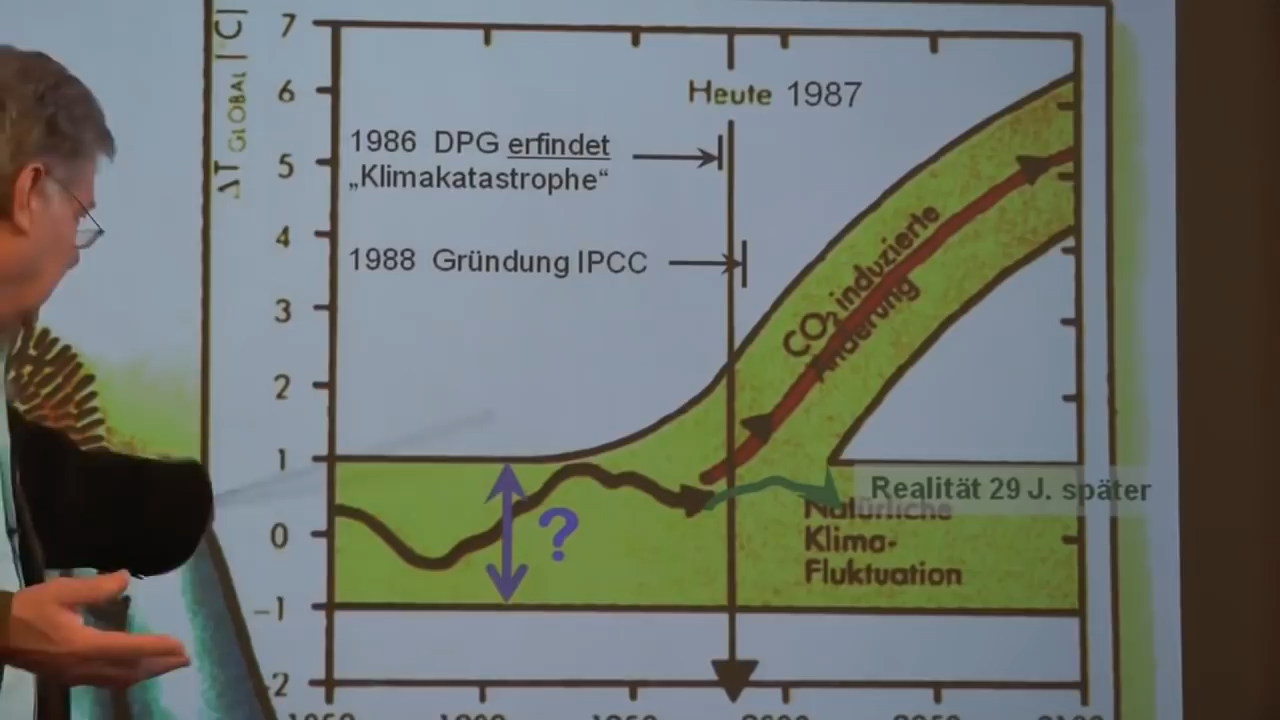 ΔT GLOBAL [°C]
7
6
5
4
3
2
1
0
-1
-2
Heute 1987
1986 DPG erfindet
„Klimakatastrophe“
1988 Gründung IPCC
CO₂ induzierte
Änderung
?
Realität 29 J. später
Natürliche
Klima-
Fluktuation